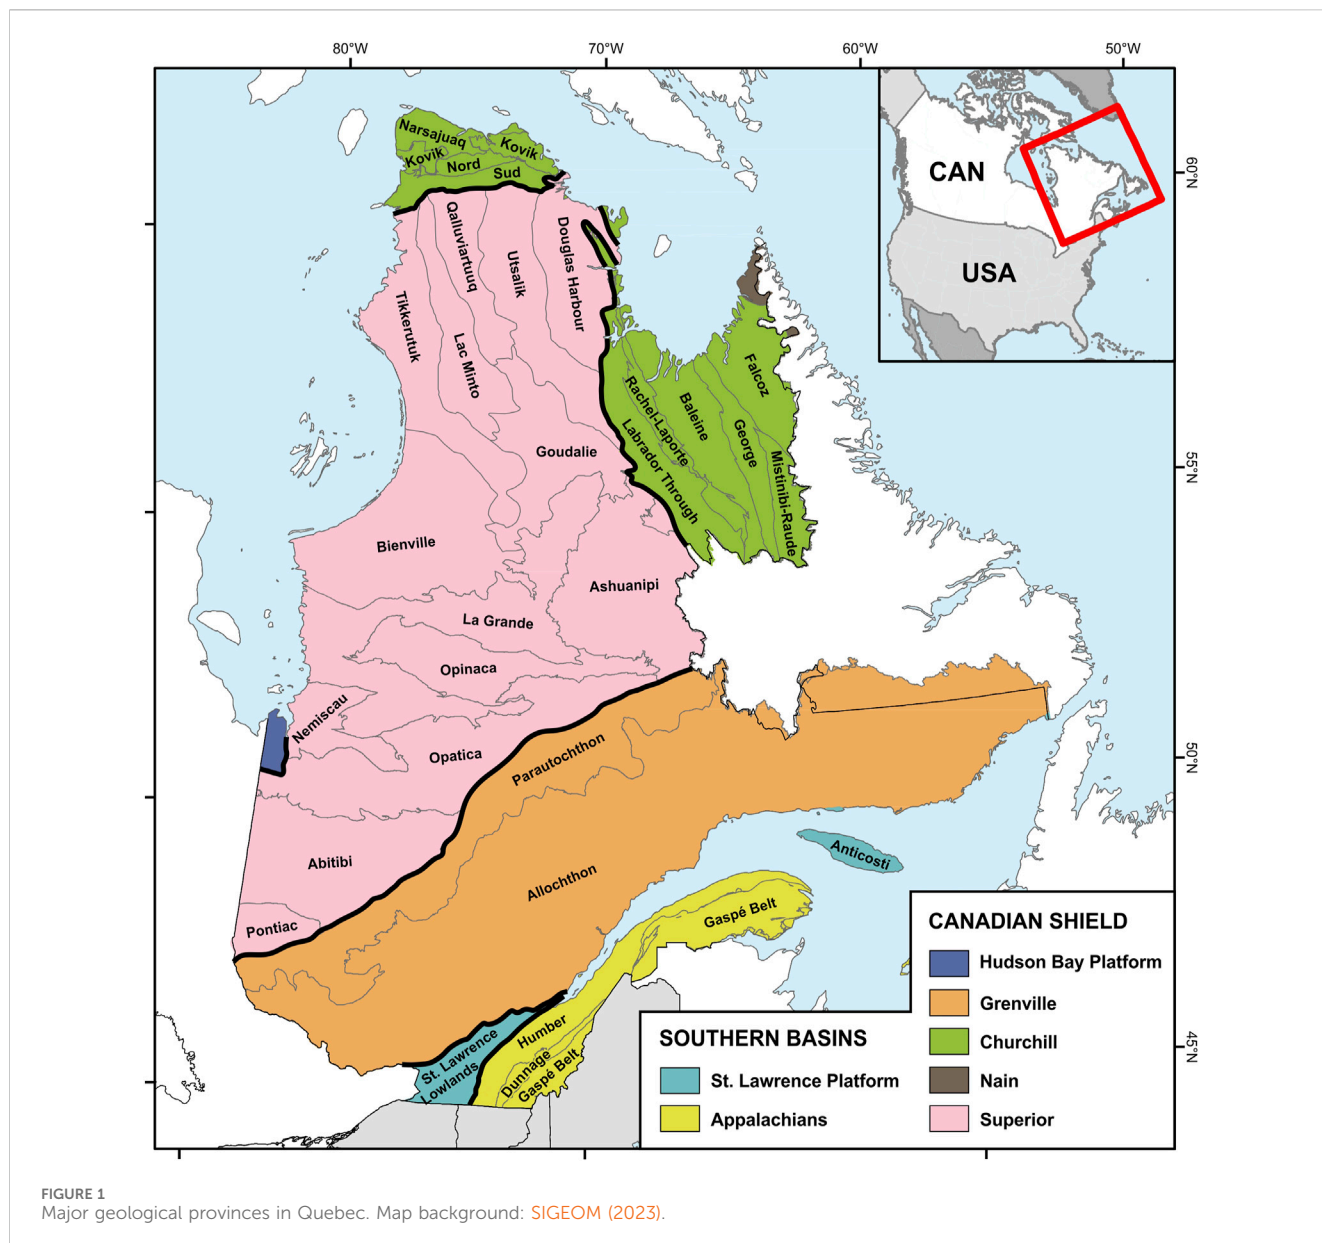 80°W
70°W
60°W
50°W
60°N
55°N
50°N
45°N
CAN
USA
Narsajuaq
Kovik
Kovik
Nord
Sud
Qalluviartuuq
Utsalik
Douglas Harbour
Tikkerutuk
Lac Minto
Falcoz
Rachel-Laporte
Baleine
George
Labrador Through
Mistinibi-Raude
Goudalie
Bienville
Ashuanipi
La Grande
Opinaca
Nemiscau
Opatica
Parautochthon
Abitibi
Allochthon
Anticosti
Pontiac
Gaspé Belt
St. Lawrence
Lowlands
Humber
Dunnage
Gaspé Belt
SOUTHERN BASINS
St. Lawrence Platform
Appalachians
CANADIAN SHIELD
Hudson Bay Platform
Grenville
Churchill
Nain
Superior
FIGURE 1
Major geological provinces in Quebec. Map background: SIGEOM (2023).